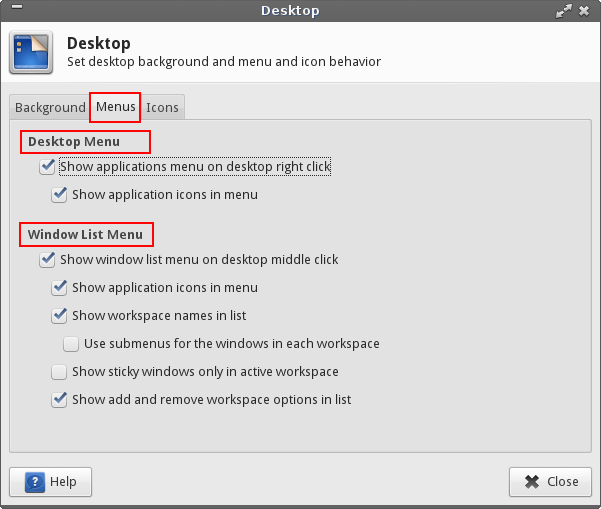 Desktop
Desktop
Set desktop background and menu and icon behavior
Background Menus Icons
Desktop Menu
Show applications menu on desktop right click
Show application icons in menu
Window List Menu
Show window list menu on desktop middle click
Show application icons in menu
Show workspace names in list
Use submenus for the windows in each workspace
Show sticky windows only in active workspace
Show add and remove workspace options in list
? Help Close